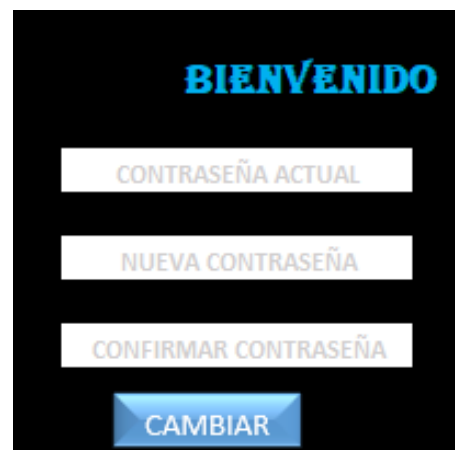 BIENVENIDO
CONTRASEÑA ACTUAL
NUEVA CONTRASEÑA
CONFIRMAR CONTRASEÑA
CAMBIAR